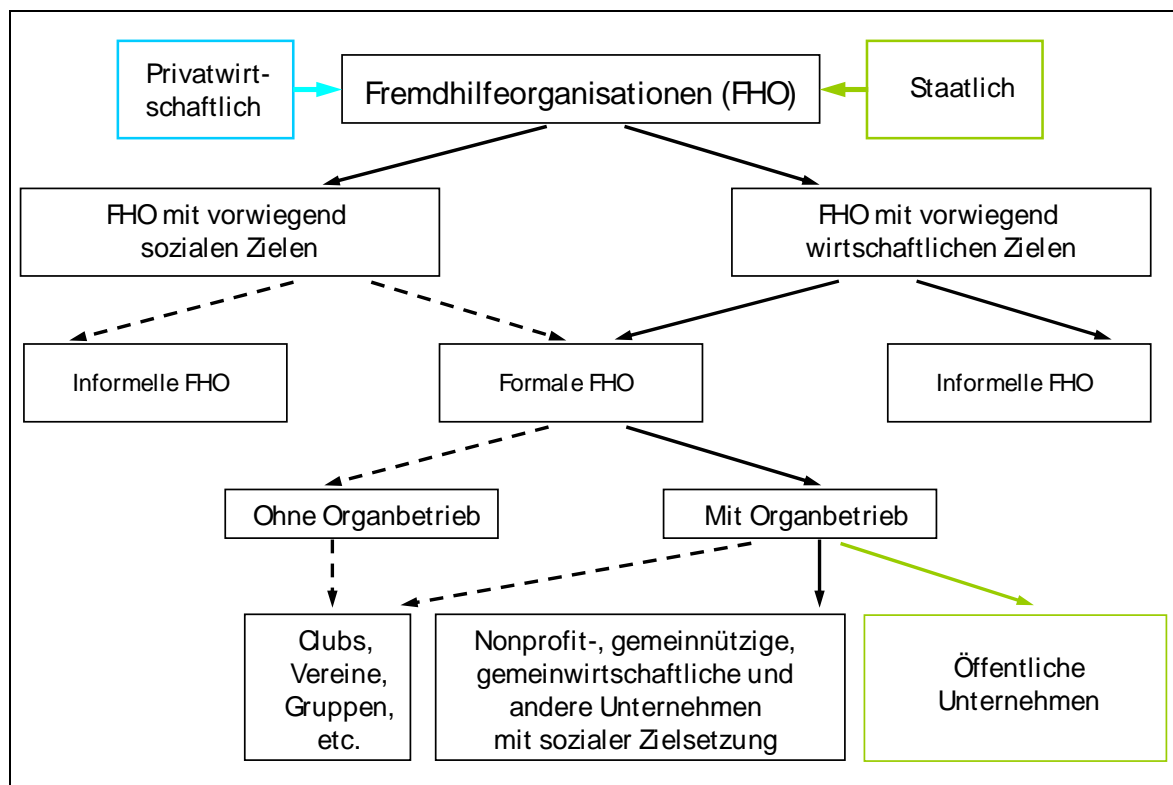 Privatwirt-
schaftlich
Fremdhilfeorganisationen (FHO)
Staatlich
FHO mit vorwiegend
sozialen Zielen
FHO mit vorwiegend
wirtschaftlichen Zielen
Informelle FHO
Formale FHO
Informelle FHO
Ohne Organbetrieb
Mit Organbetrieb
Clubs,
Vereine,
Gruppen,
etc.
Nonprofit-, gemeinnützige,
gemeinwirtschaftliche und
andere Unternehmen
mit sozialer Zielsetzung
Öffentliche
Unternehmen